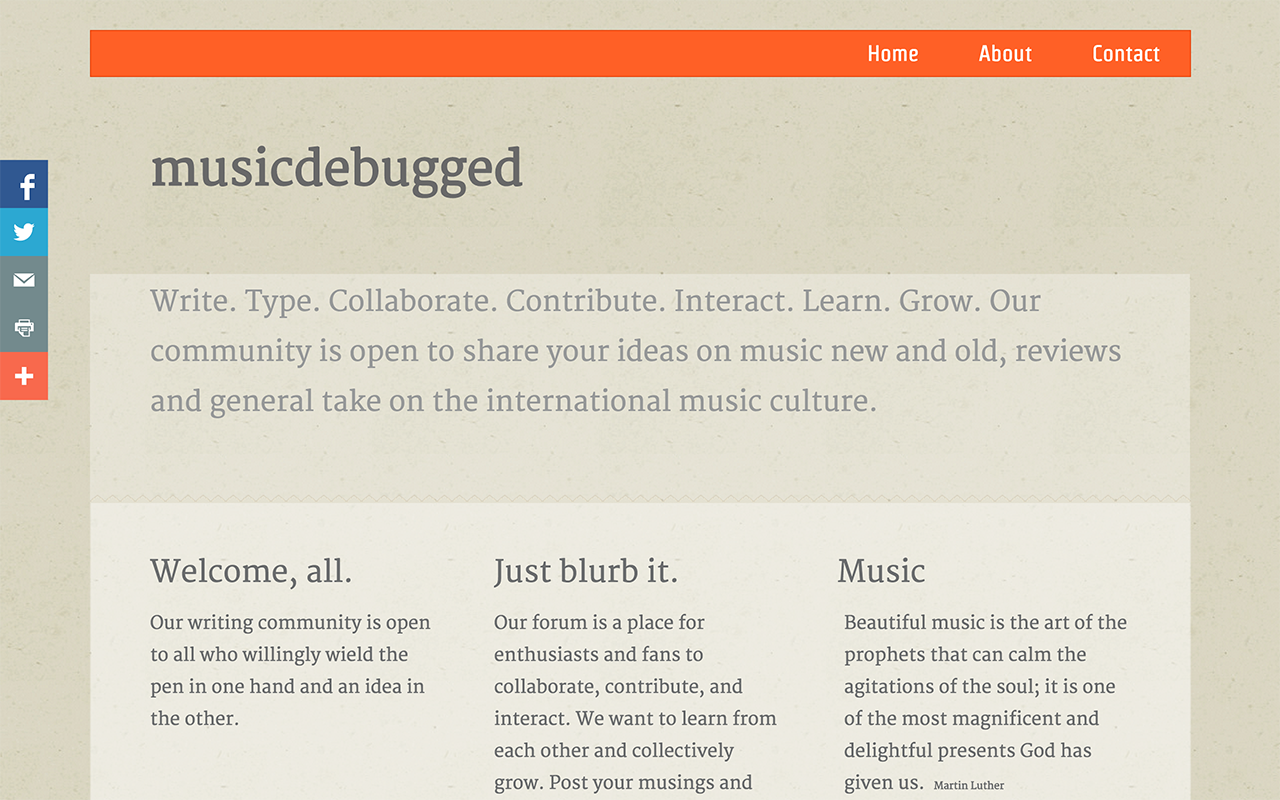 Home About Contact
musicdebugged
Write. Type. Collaborate. Contribute. Interact. Learn. Grow. Our
community is open to share your ideas on music new and old, reviews
and general take on the international music culture.
Welcome, all.
Our writing community is open
to all who willingly wield the
pen in one hand and an idea in
the other.
Just blurb it.
Our forum is a place for
enthusiasts and fans to
collaborate, contribute, and
interact. We want to learn from
each other and collectively
grow. Post your musings and
Music
Beautiful music is the art of the
prophets that can calm the
agitations of the soul; it is one
of the most magnificent and
delightful presents God has
given us. Martin Luther